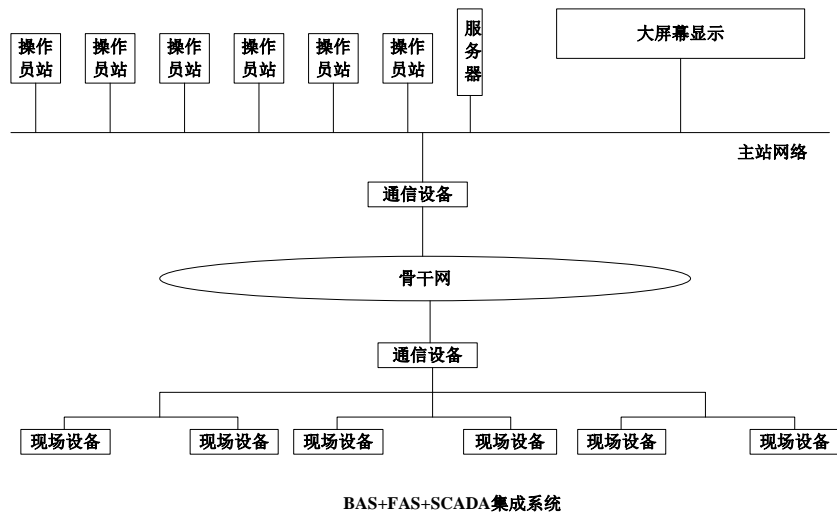 操作
员站
操作
员站
操作
员站
操作
员站
操作
员站
操作
员站
服
务
器
大屏幕显示
主站网络
通信设备
骨干网
通信设备
现场设备
现场设备
现场设备
现场设备
现场设备
现场设备
BAS+FAS+SCADA集成系统